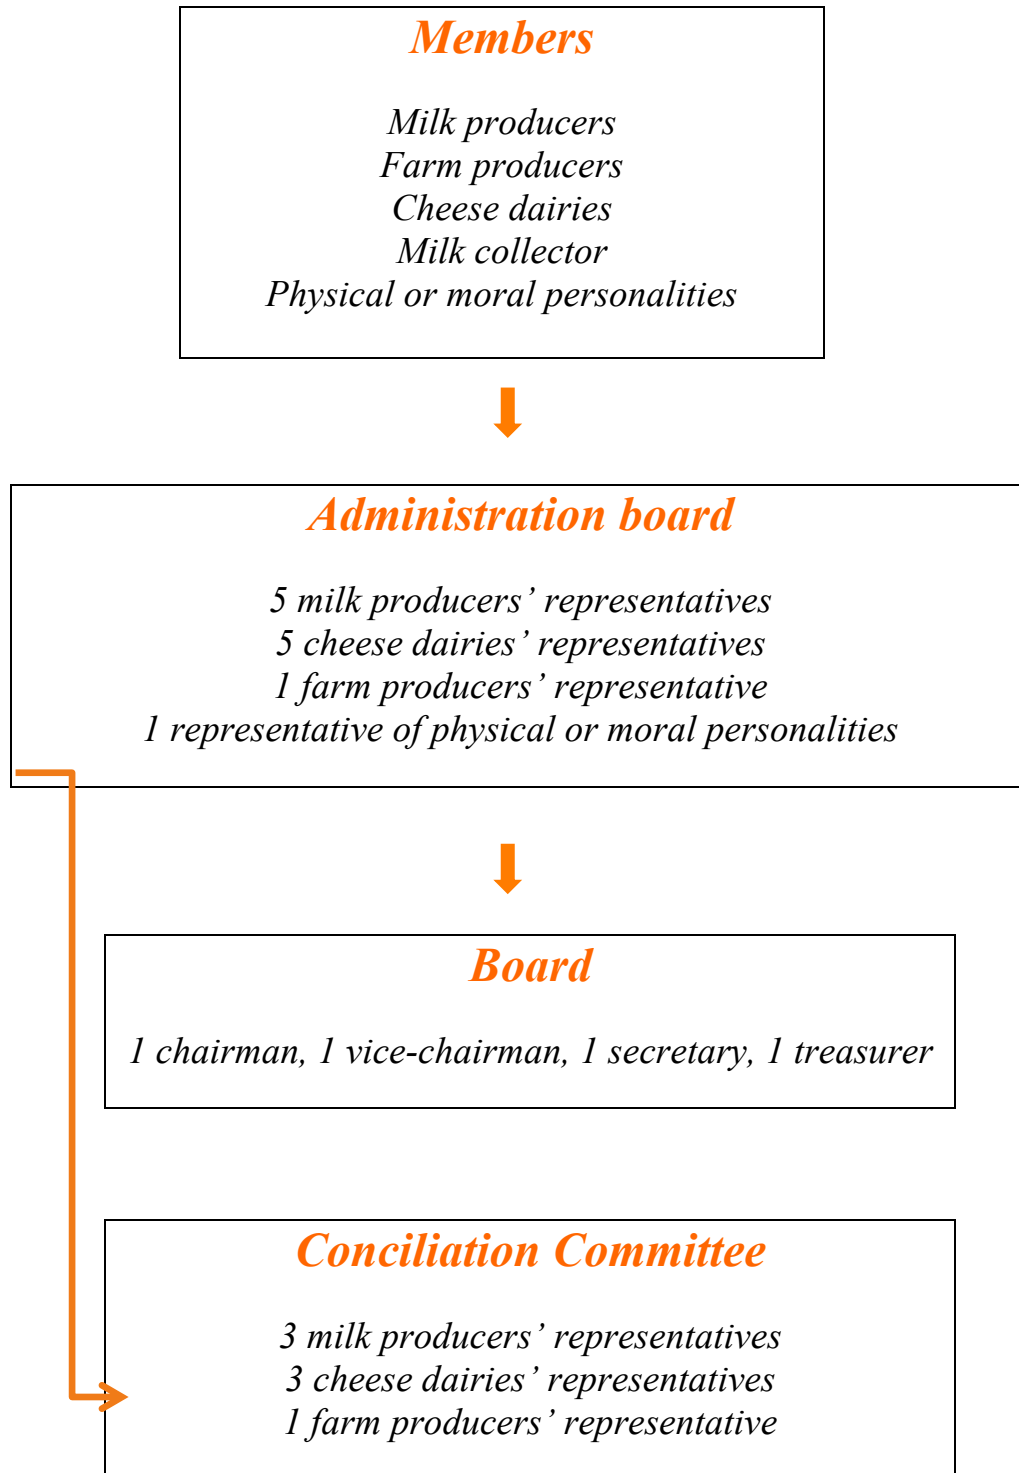 Members
Milk producers
Farm producers
Cheese dairies
Milk collector
Physical or moral personalities
Administration board
5 milk producers’ representatives
5 cheese dairies’ representatives
1 farm producers’ representative
1 representative of physical or moral personalities
Board
1 chairman, 1 vice-chairman, 1 secretary, 1 treasurer
Conciliation Committee
3 milk producers’ representatives
3 cheese dairies’ representatives
1 farm producers’ representative